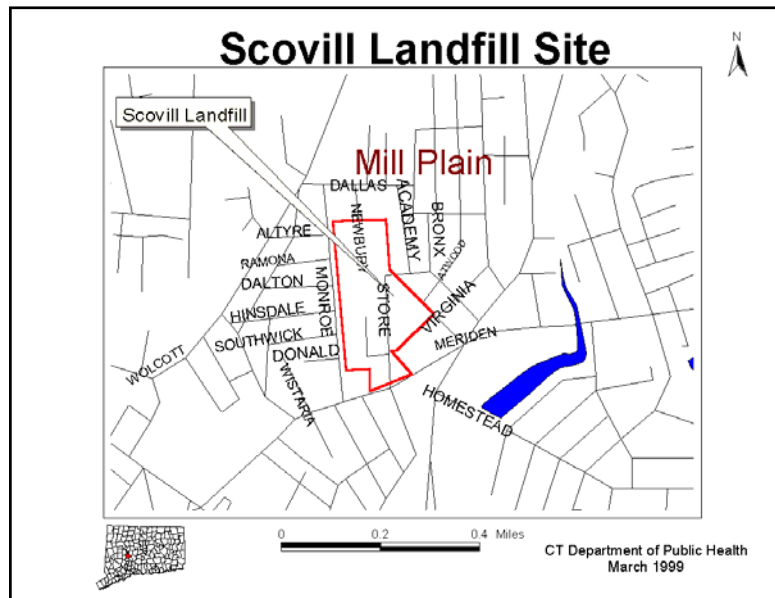 Scovill Landfill Site
N
Scovill Landfill
Mill Plain
DALLAS
ACADEMY
BRONX
NEWBURY
ALTYRE
ATWOOD
RAMONA
DALTON
MONROE
STORE
HINSDALE
VIRGINIA
SOUTHWICK
MERIDEN
DONALD
WOLCOTT
WISTARIA
HOMESTEAD
0 0.2 0.4 Miles
CT Department of Public Health
March 1999